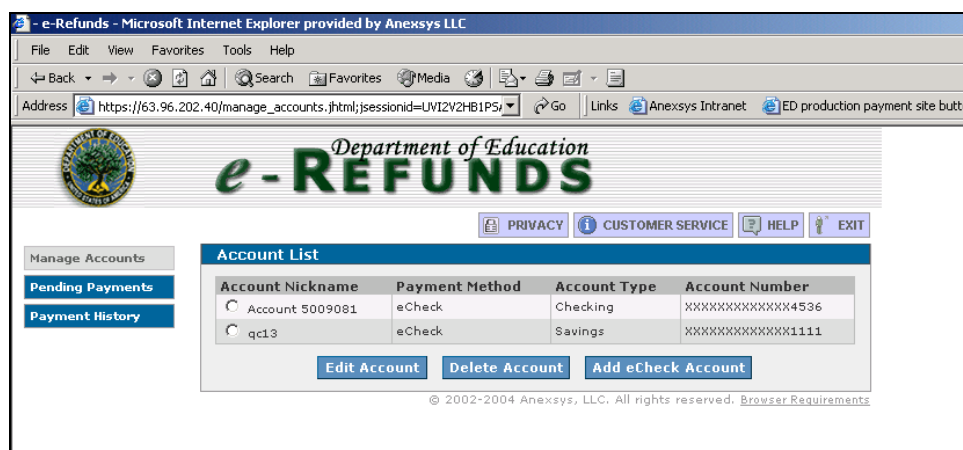 - e-Refunds - Microsoft Internet Explorer provided by Anexsys LLC
File Edit View Favorites Tools Help
Back Search Favorites Media
Address https://63.96.202.40/manage_accounts.jhtml;jsessionid=UVI2V2HB1PS Go Links Anexsys Intranet ED production payment site butt
Department of Education
e - REFUNDS
PRIVACY CUSTOMER SERVICE HELP EXIT
Manage Accounts
Pending Payments
Payment History
Account List
Account Nickname Payment Method Account Type Account Number
Account 5009081 eCheck Checking XXXXXXXXXXXXX4536
qc13 eCheck Savings XXXXXXXXXXXXX1111
Edit Account Delete Account Add eCheck Account
© 2002-2004 Anexsys, LLC. All rights reserved. Browser Requirements